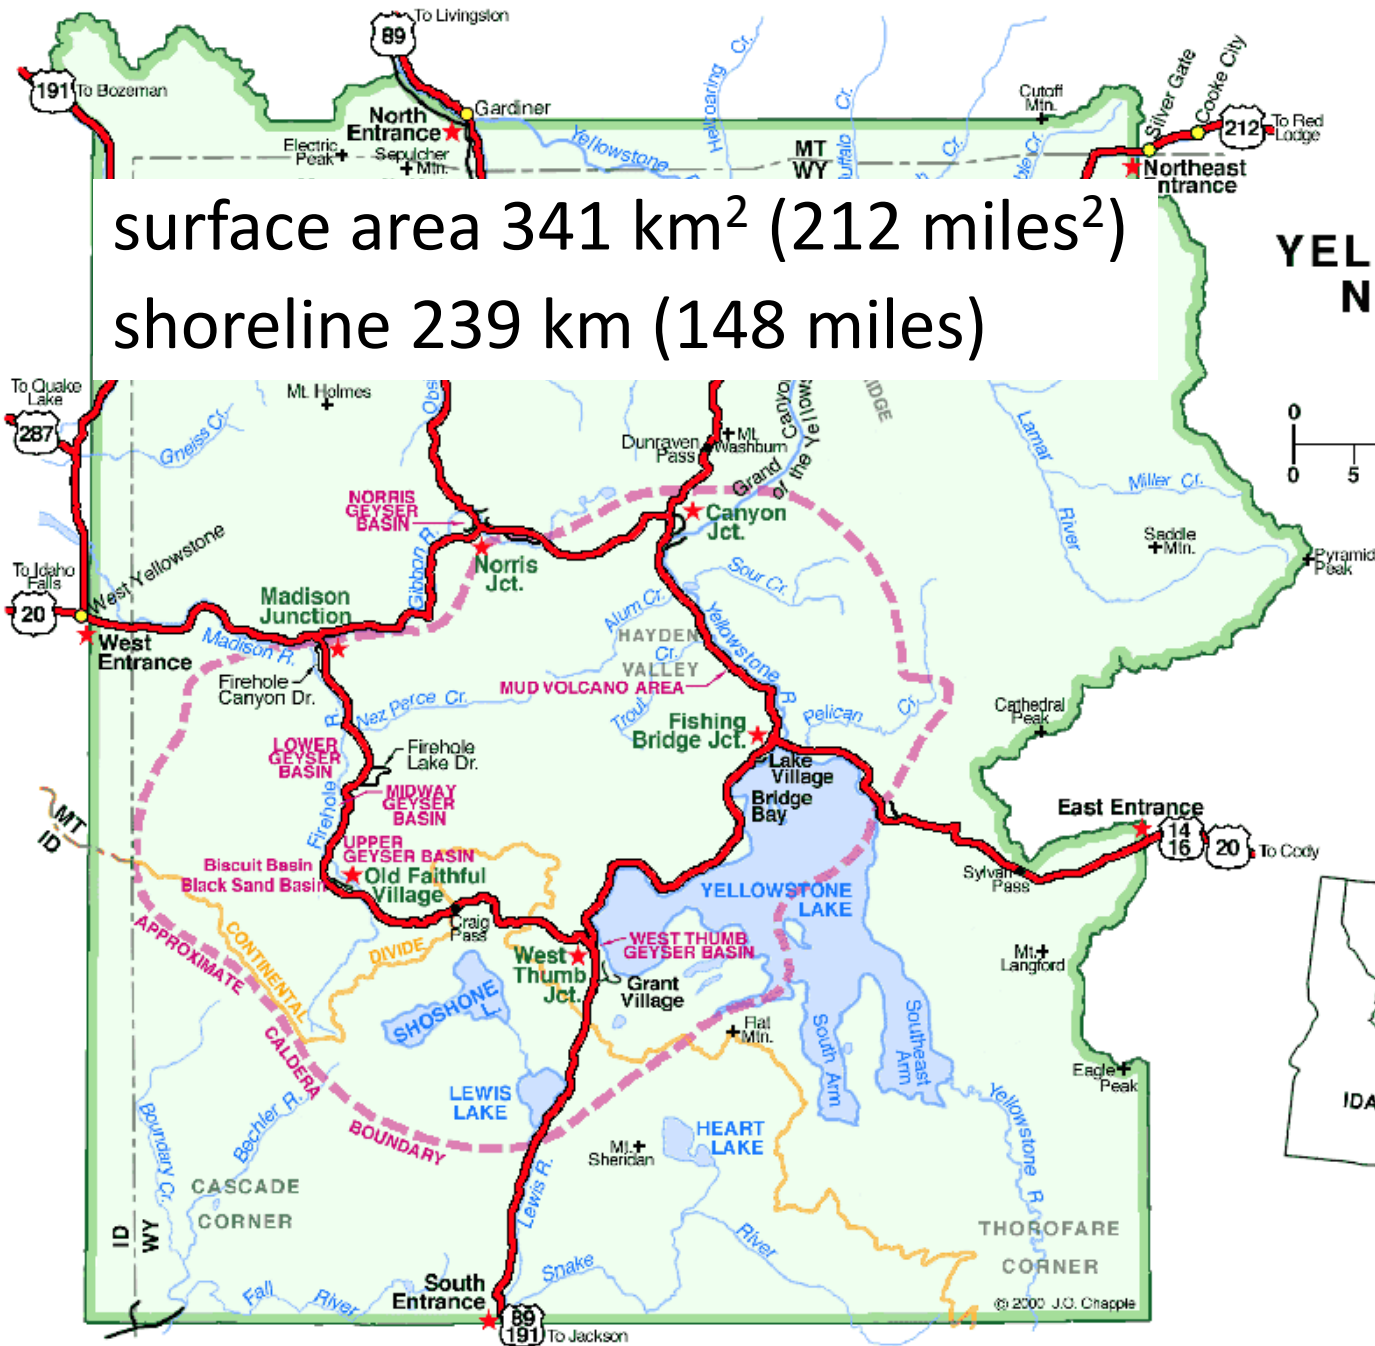 To Livingston
89
191
To Bozeman
Gardiner
North
Entrance
Electric
Peak
Sepulcher
Mtn.
Yellowstone
Hellroaring Cr.
Cr.
Cr.
MT
WY
Cutoff
Mtn.
Silver Gate
Cooke City
212
To Red
Lodge
Northeast
surface area 341 km² (212 miles²)
shoreline 239 km (148 miles)
YEL
N
0
0
5
To Quake
Lake
287
Gneiss Cr.
Mt. Holmes
Dunraven
Pass
Mt.
Washburn
Grand
Canyo
of the Yellows
Lamar
River
Miller Cr.
Saddle
Mtn.
Pyramid
Peak
NORRIS
GEYSER
BASIN
Canyon
Jct.
Norris
Jct.
Gibbon R.
Sour Cr.
Alum Cr.
To Idaho
Falls
20
West Yellowstone
West
Entrance
Madison
Junction
Madison R.
HAYDEN
VALLEY
Yellowstone R.
Trout Cr.
MUD VOLCANO AREA
Firehole
Canyon Dr.
Nez Perce Cr.
Fishing
Bridge Jct.
Pelican Cr.
Cathedral
Peak
LOWER
GEYSER
BASIN
Firehole
Lake Dr.
Firehole R.
MIDWAY
GEYSER
BASIN
Lake
Village
Bridge
Bay
East Entrance
14
16
20
To Cody
MT
ID
UPPER
GEYSER BASIN
Biscuit Basin
Black Sand Basin
Old Faithful
Village
Sylvan
Pass
YELLOWSTONE
LAKE
Craig
Pass
CONTINENTAL
DIVIDE
APPROXIMATE
CALDERA
BOUNDARY
WEST THUMB
GEYSER BASIN
West
Thumb
Jct.
Grant
Village
Mt.
Langford
SHOSHONE
L.
Flat
Mtn.
South Arm
Southeast
Arm
Eagle
Peak
LEWIS
LAKE
HEART
LAKE
Mt.
Sheridan
Yellowstone R.
IDA
Boundary Cr.
Bechler R.
CASCADE
CORNER
Lewis R.
ID
WY
THOROFARE
CORNER
Snake
River
Fall
River
South
Entrance
© 2000 J.O. Chapple
89
191
To Jackson